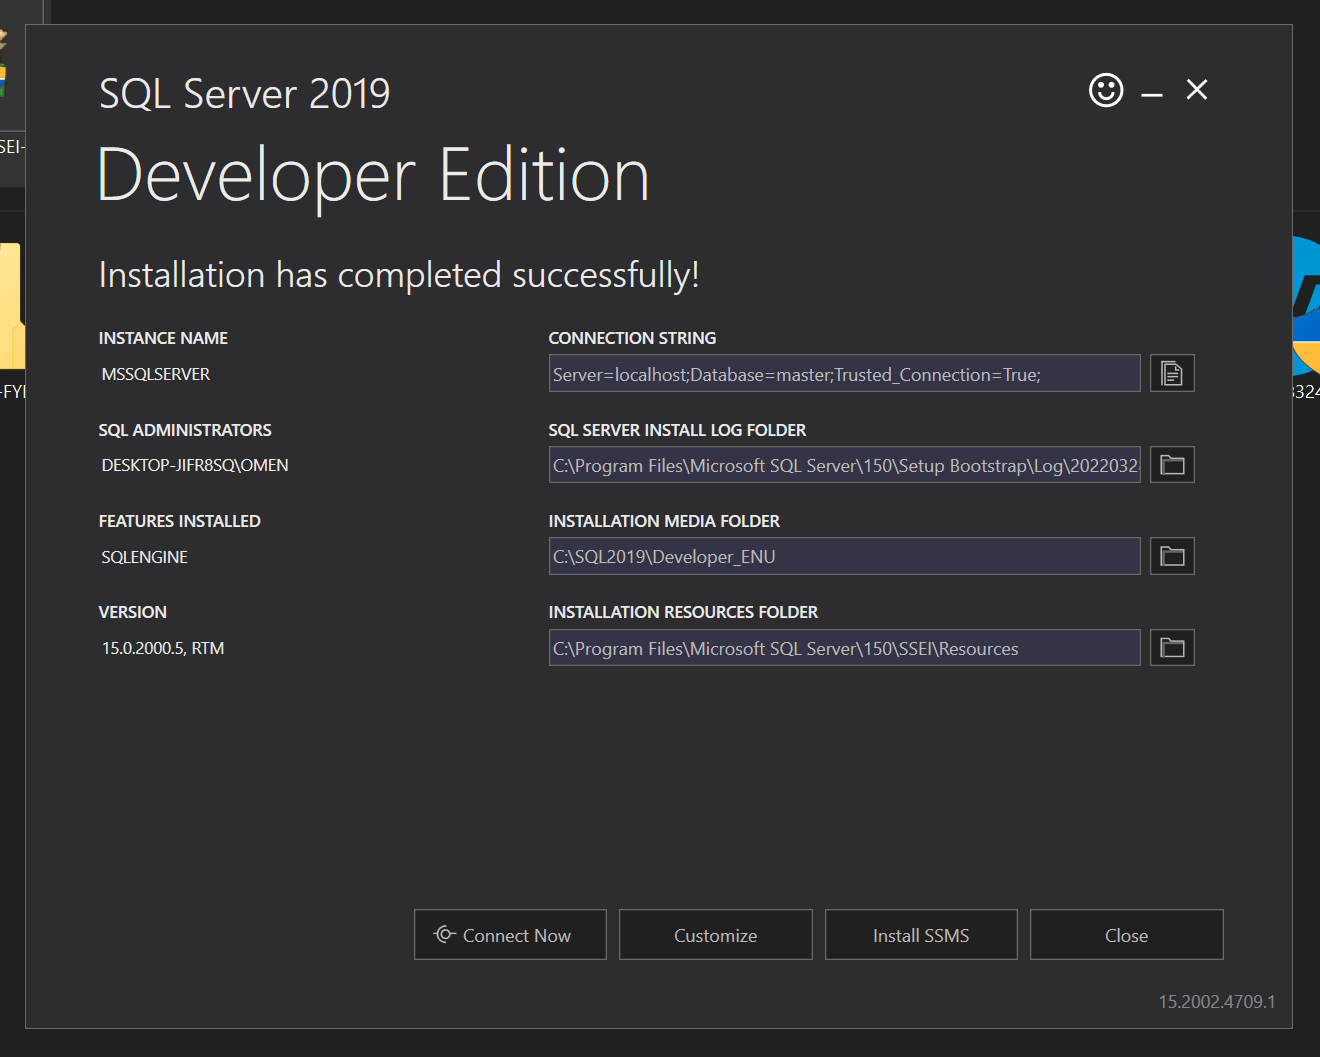 SQL Server 2019
Developer Edition
Installation has completed successfully!
INSTANCE NAME
MSSQLSERVER
CONNECTION STRING
Server=localhost;Database=master;Trusted_Connection=True;
SQL ADMINISTRATORS
DESKTOP-JIFR8SQ\OMEN
SQL SERVER INSTALL LOG FOLDER
C:\Program Files\Microsoft SQL Server\150\Setup Bootstrap\Log\2022032
FEATURES INSTALLED
SQLENGINE
INSTALLATION MEDIA FOLDER
C:\SQL2019\Developer_ENU
VERSION
15.0.2000.5, RTM
INSTALLATION RESOURCES FOLDER
C:\Program Files\Microsoft SQL Server\150\SSEI\Resources
Connect Now
Customize
Install SSMS
Close
15.2002.4709.1
SEI-
-FYI